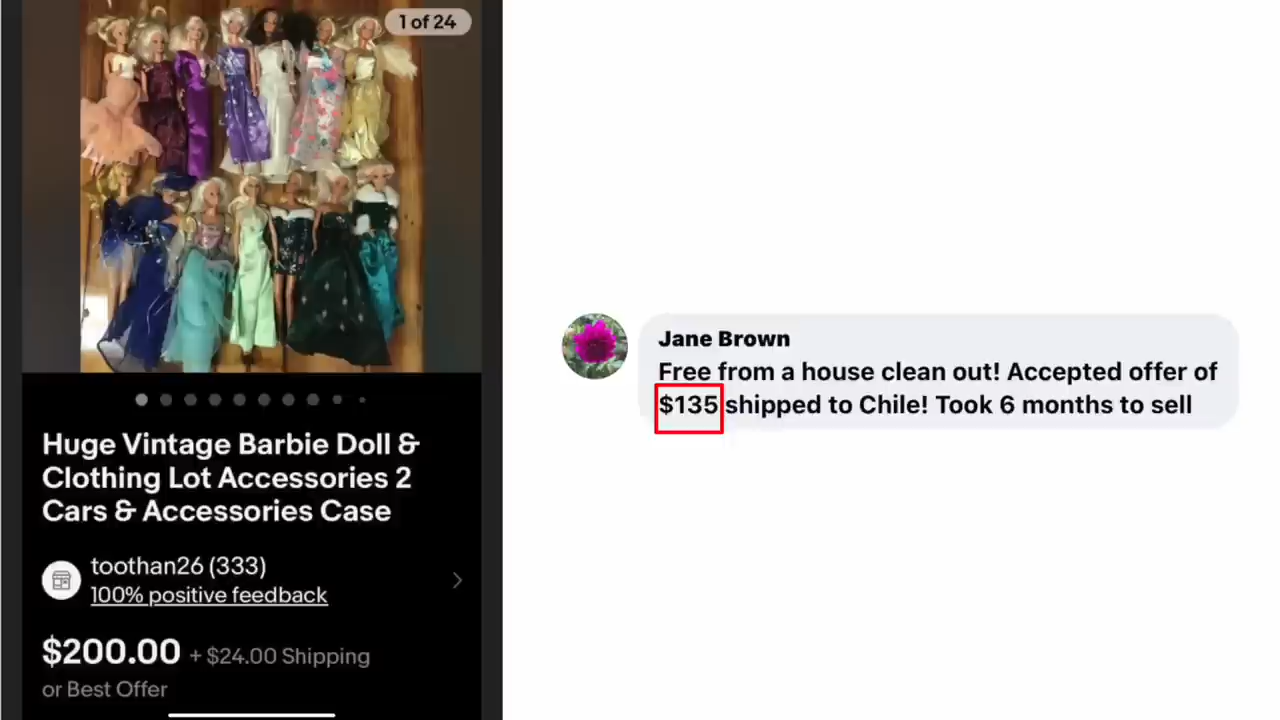 1 of 24
Huge Vintage Barbie Doll &
Clothing Lot Accessories 2
Cars & Accessories Case
toothan26 (333)
100% positive feedback
$200.00 + $24.00 Shipping
or Best Offer
Jane Brown
Free from a house clean out! Accepted offer of
$135 shipped to Chile! Took 6 months to sell